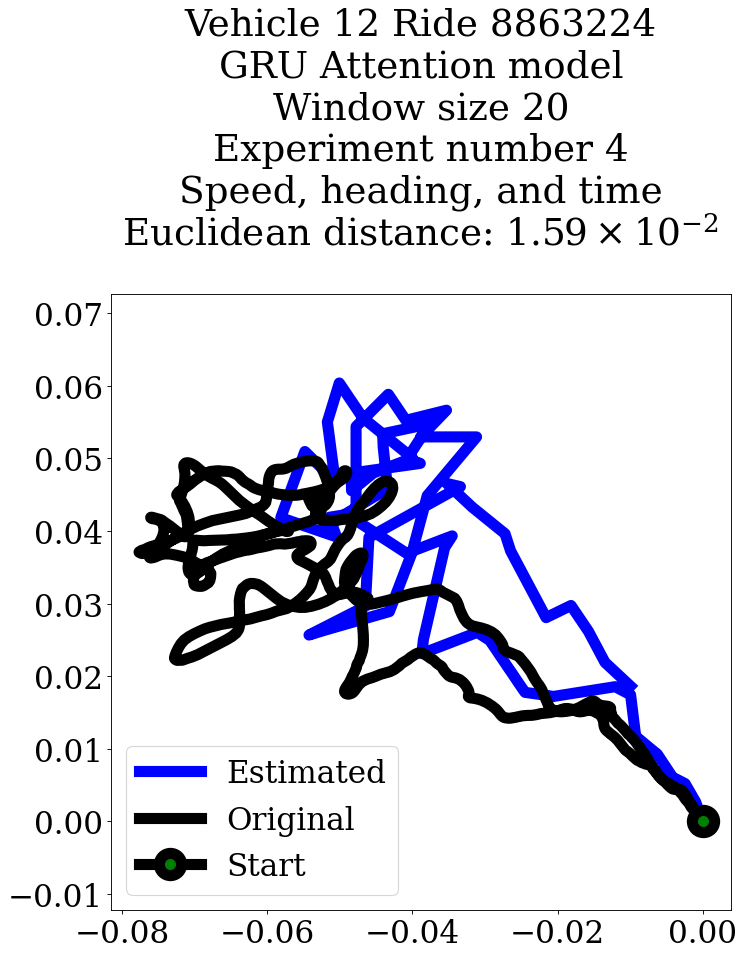 Vehicle 12 Ride 8863224
GRU Attention model
Window size 20
Experiment number 4
Speed, heading, and time
Euclidean distance: 1.59 × 10⁻²
0.07
0.06
0.05
0.04
0.03
0.02
0.01
0.00
−0.01
Estimated
Original
Start
−0.08 −0.06 −0.04 −0.02 0.00